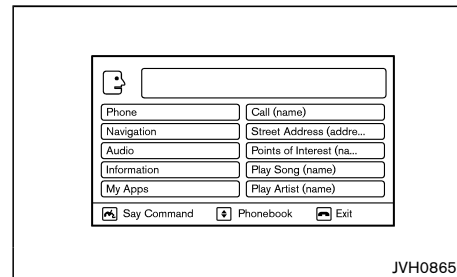 Phone
Call (name)
Navigation
Street Address (addre...
Audio
Points of Interest (na...
Information
Play Song (name)
My Apps
Play Artist (name)
Say Command Phonebook Exit
JVH0865